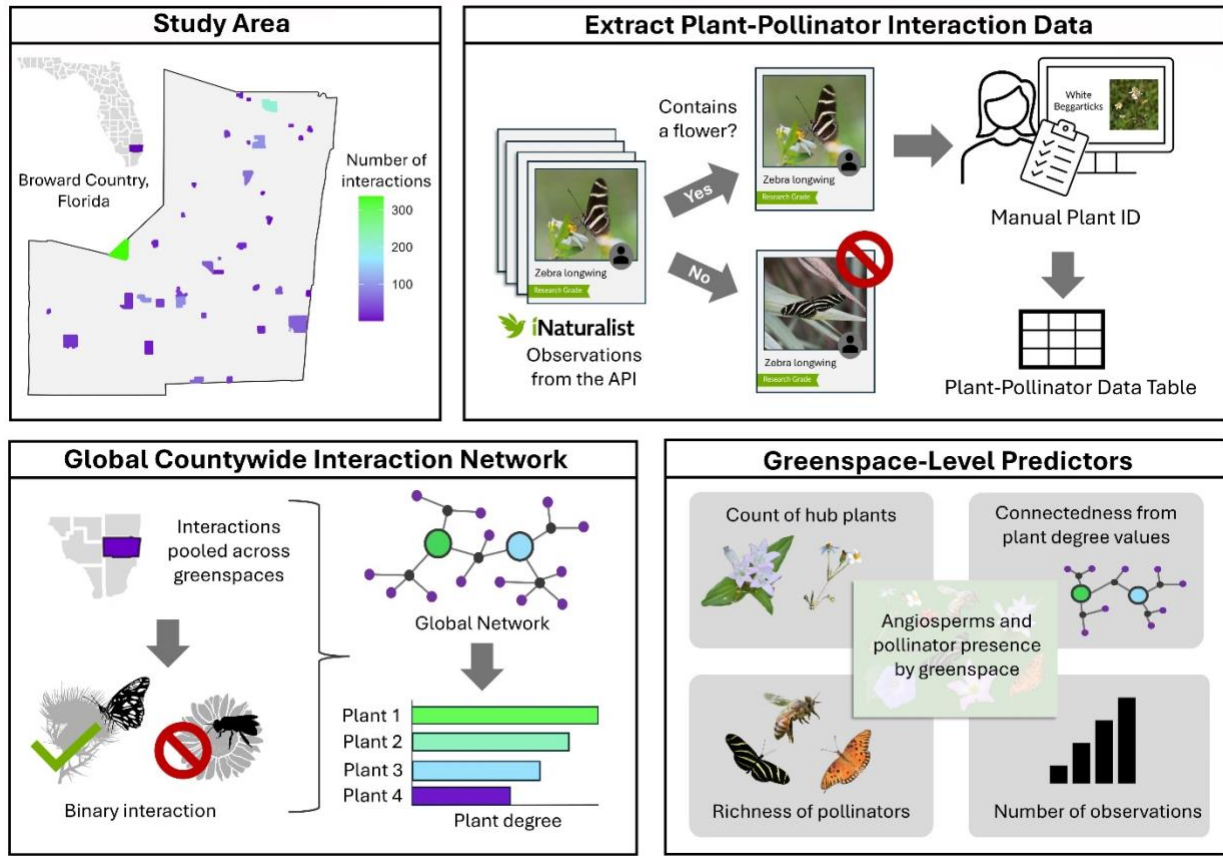 Study Area
Broward Country,
Florida
Number of
interactions
300
200
100
Extract Plant-Pollinator Interaction Data
Zebra longwing
Research Grade
iNaturalist
Observations
from the API
Contains
a flower?
Yes
No
Zebra longwing
Research Grade
Zebra longwing
Research Grade
White
Beggarticks
Manual Plant ID
Plant-Pollinator Data Table
Global Countywide Interaction Network
Interactions
pooled across
greenspaces
Binary interaction
Global Network
Plant 1
Plant 2
Plant 3
Plant 4
Plant degree
Greenspace-Level Predictors
Count of hub plants
Connectedness from
plant degree values
Angiosperms and
pollinator presence
by greenspace
Richness of pollinators
Number of observations